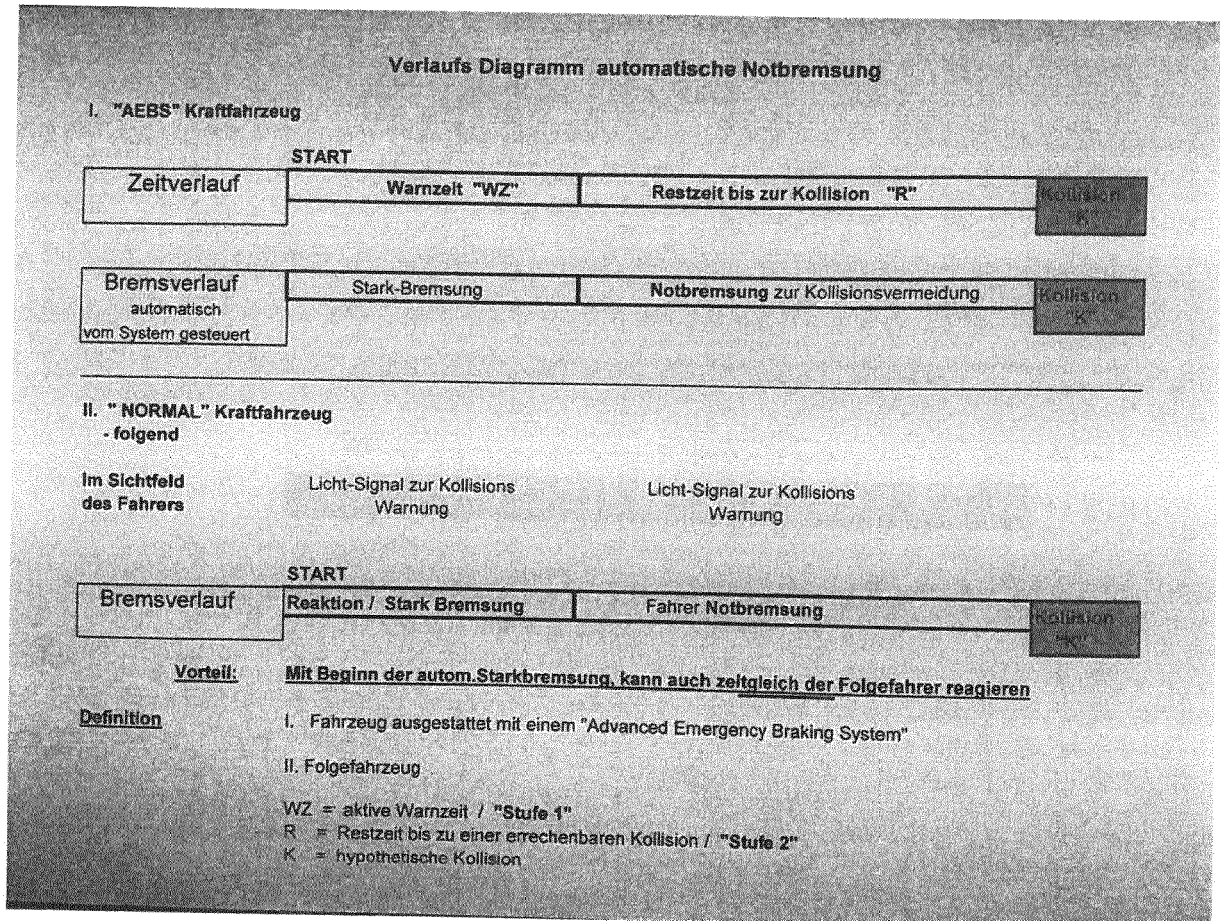 Verlaufs Diagramm automatische Notbremsung
I. "AEBS" Kraftfahrzeug
START
Zeitverlauf
Warnzeit "WZ"
Restzeit bis zur Kollision "R"
Kollision
"K"
Bremsverlauf
automatisch
vom System gesteuert
Stark-Bremsung
Notbremsung zur Kollisionsvermeidung
Kollision
"K"
II. " NORMAL" Kraftfahrzeug
- folgend
Im Sichtfeld
des Fahrers
Licht-Signal zur Kollisions
Warnung
Licht-Signal zur Kollisions
Warnung
START
Bremsverlauf
Reaktion / Stark Bremsung
Fahrer Notbremsung
Kollision
"K"
Vorteil: Mit Beginn der autom.Starkbremsung, kann auch zeitgleich der Folgefahrer reagieren
Definition I. Fahrzeug ausgestattet mit einem "Advanced Emergency Braking System"
II. Folgefahrzeug
WZ = aktive Warnzeit / "Stufe 1"
R = Restzeit bis zu einer errechenbaren Kollision / "Stufe 2"
K = hypothetische Kollision